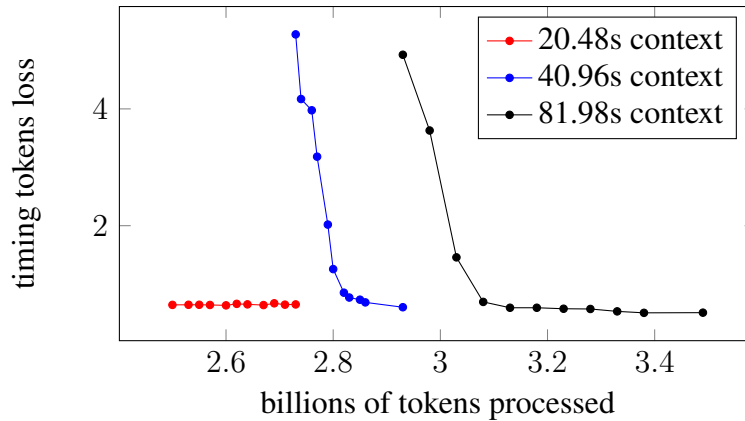 20.48s context
40.96s context
81.98s context
4
2
timing tokens loss
2.6 2.8 3 3.2 3.4
billions of tokens processed